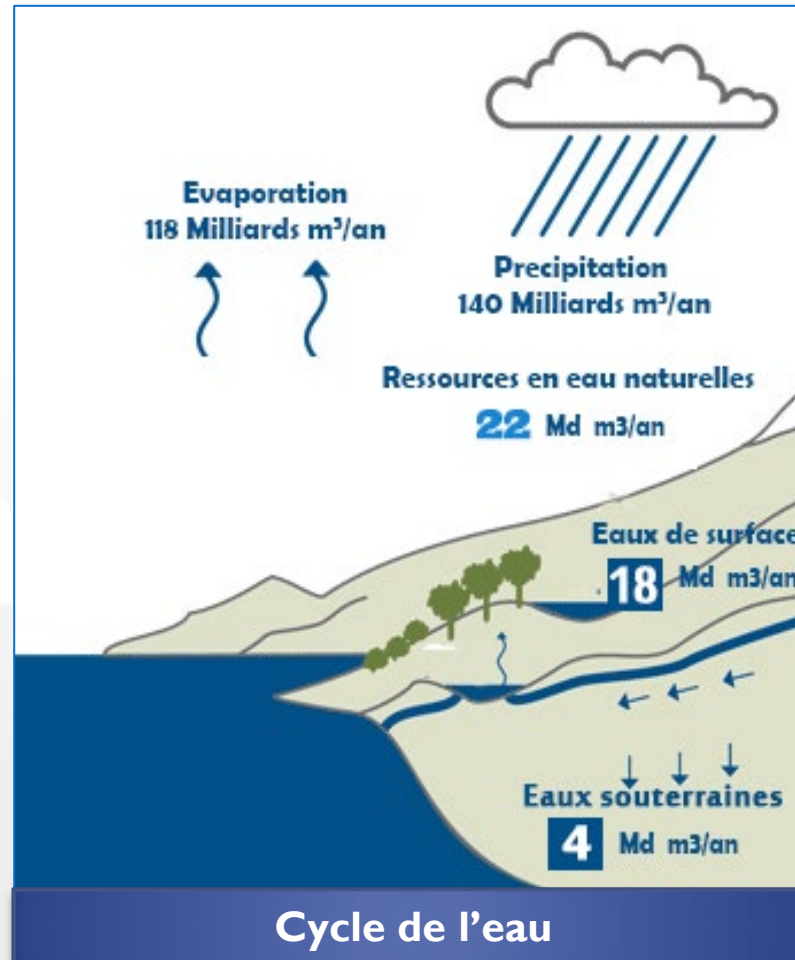 Evaporation
118 Milliards m³/an
Precipitation
140 Milliards m³/an
Ressources en eau naturelles
22 Md m3/an
Eaux de surface
18 Md m3/an
Eaux souterraines
4 Md m3/an
Cycle de l’eau